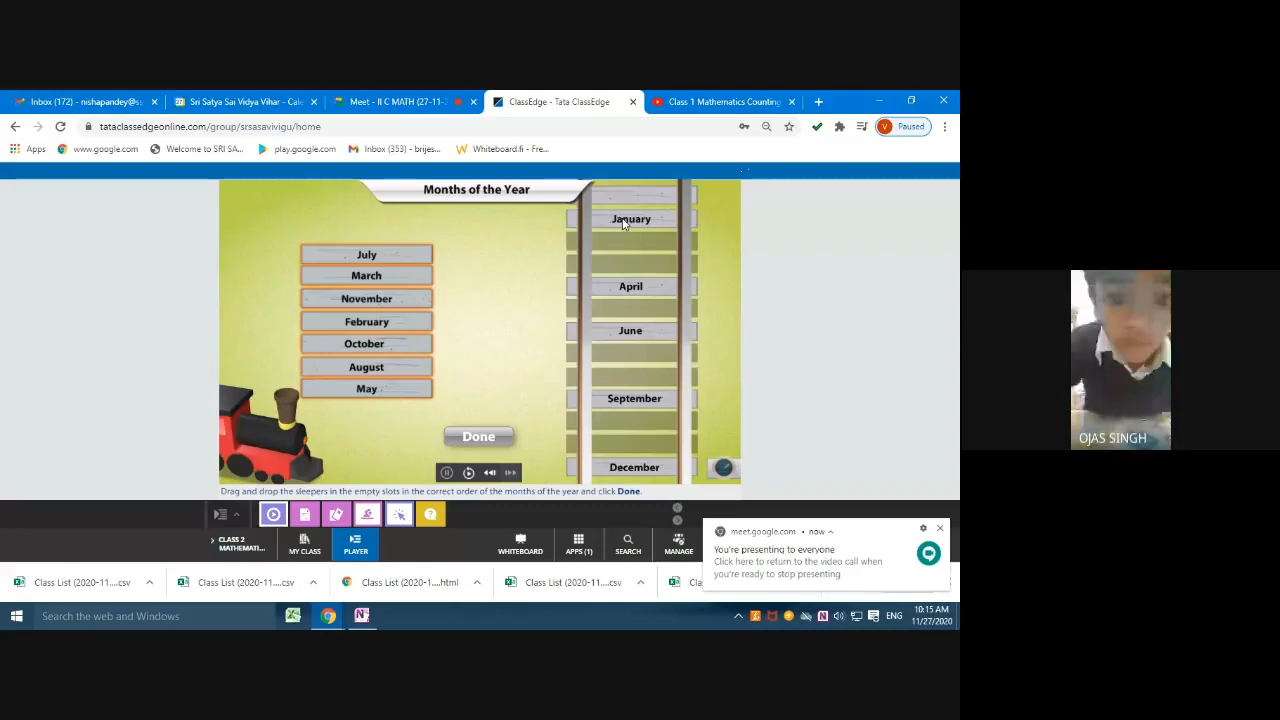 Inbox (172) - nishapandey@ss
Sri Satya Sai Vidya Vihar - Cale
Meet - II C MATH (27-11-2
ClassEdge - Tata ClassEdge
Class 1 Mathematics Counting
tataclassedgeonline.com/group/srsasavivigu/home
V Paused
Apps
www.google.com
Welcome to SRI SA...
play.google.com
Inbox (353) - brijes...
Whiteboard.fi - Fre...
Months of the Year
January
April
June
September
December
July
March
November
February
October
August
May
Done
Drag and drop the sleepers in the empty slots in the correct order of the months of the year and click Done.
CLASS 2
MATHEMATI...
MY CLASS
PLAYER
WHITEBOARD
APPS (1)
SEARCH
MANAGE
meet.google.com • now
You're presenting to everyone
Click here to return to the video call when
you're ready to stop presenting
Class List (2020-11....csv
Class List (2020-11....csv
Class List (2020-1....html
Class List (2020-11....csv
Search the web and Windows
ENG
10:15 AM
11/27/2020
OJAS SINGH